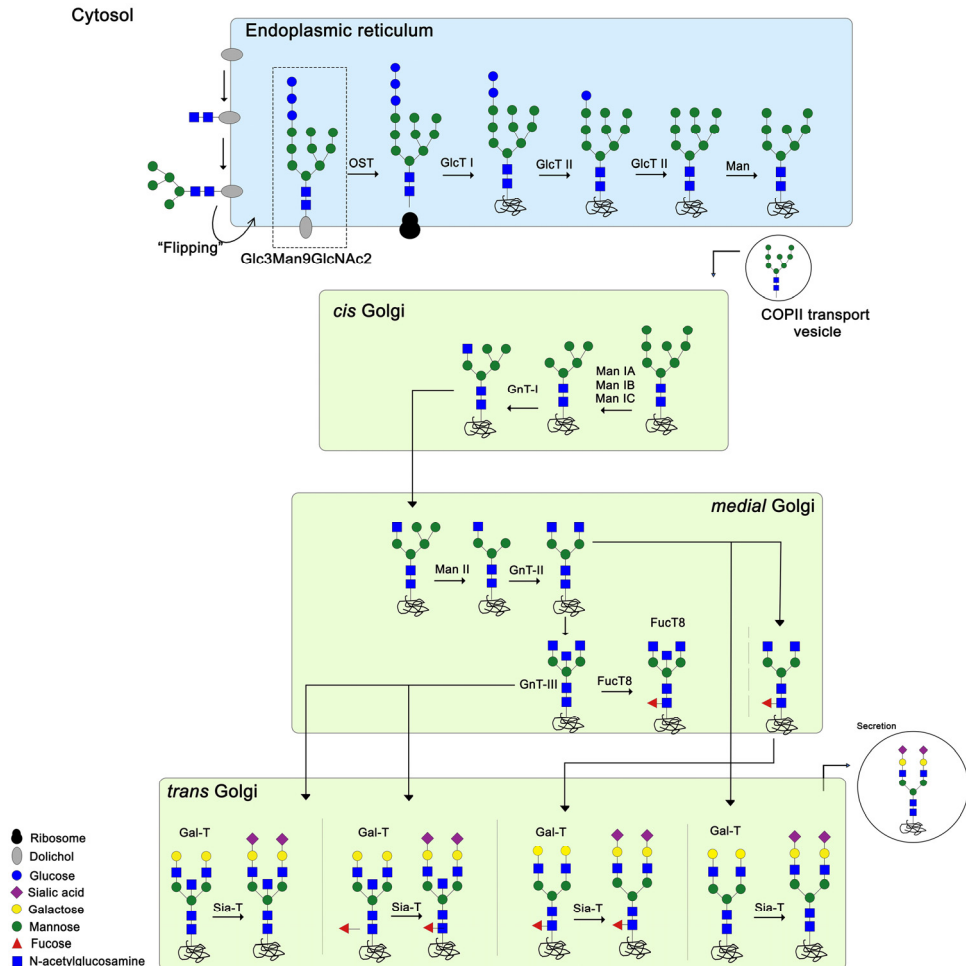 Cytosol
Endoplasmic reticulum
OST
GlcT I
GlcT II
GlcT II
Man
"Flipping"
Glc3Man9GlcNAc2
COPII transport
vesicle
cis Golgi
GnT-I
Man IA
Man IB
Man IC
medial Golgi
Man II
GnT-II
FucT8
GnT-III
FucT8
Secretion
trans Golgi
Gal-T
Sia-T
Gal-T
Sia-T
Gal-T
Sia-T
Gal-T
Sia-T
Ribosome
Dolichol
Glucose
Sialic acid
Galactose
Mannose
Fucose
N-acetylglucosamine